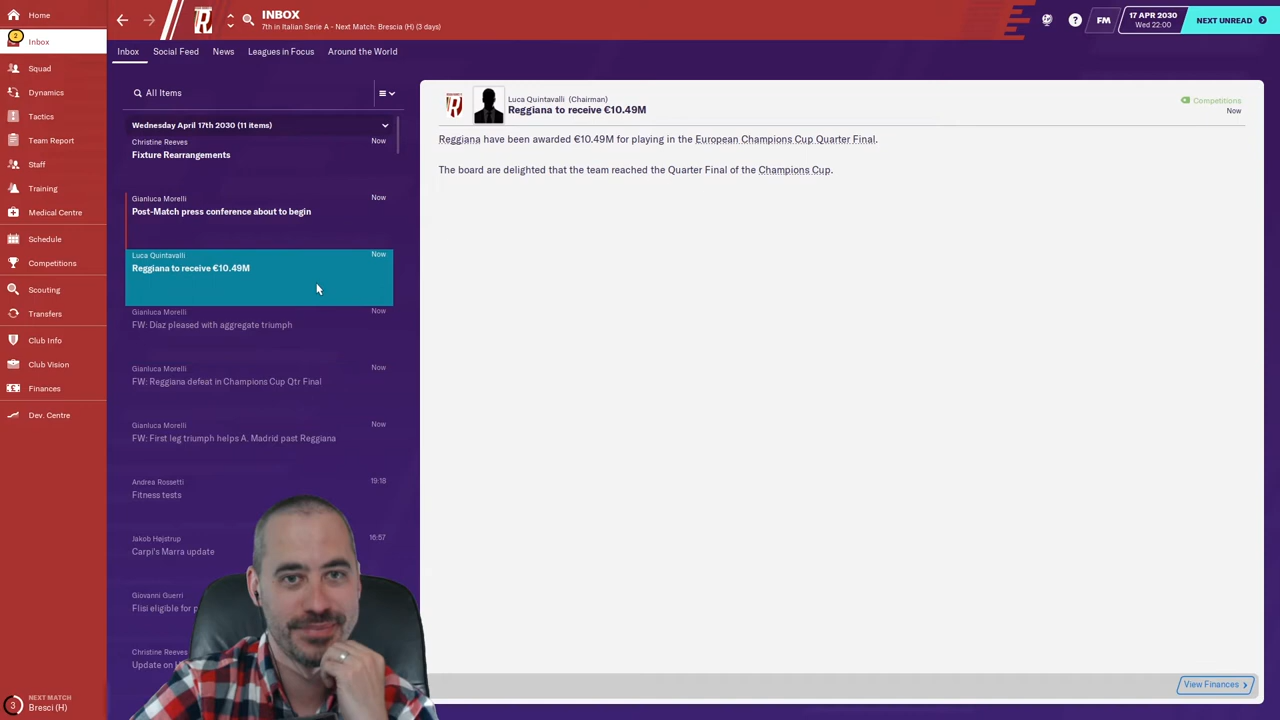 Home
2
Inbox
Squad
Dynamics
Tactics
Team Report
Staff
Training
Medical Centre
Schedule
Competitions
Scouting
Transfers
Club Info
Club Vision
Finances
Dev. Centre
3
NEXT MATCH
Bresci (H)
INBOX
7th in Italian Serie A - Next Match: Brescia (H) (3 days)
?
FM
17 APR 2030
Wed 22:00
NEXT UNREAD
Inbox
Social Feed
News
Leagues in Focus
Around the World
All Items
Wednesday April 17th 2030 (11 items)
Christine Reeves
Now
Fixture Rearrangements
Gianluca Morelli
Now
Post-Match press conference about to begin
Luca Quintavalli
Now
Reggiana to receive €10.49M
Gianluca Morelli
Now
FW: Díaz pleased with aggregate triumph
Gianluca Morelli
Now
FW: Reggiana defeat in Champions Cup Qtr Final
Gianluca Morelli
Now
FW: First leg triumph helps A. Madrid past Reggiana
Andrea Rossetti
19:18
Fitness tests
Jakob Højstrup
16:57
Carpi's Marra update
Giovanni Guerri
Flisi eligible for
Christine Reeves
Update on
Luca Quintavalli (Chairman)
Reggiana to receive €10.49M
Competitions
Now
Reggiana have been awarded €10.49M for playing in the European Champions Cup Quarter Final.
The board are delighted that the team reached the Quarter Final of the Champions Cup.
View Finances